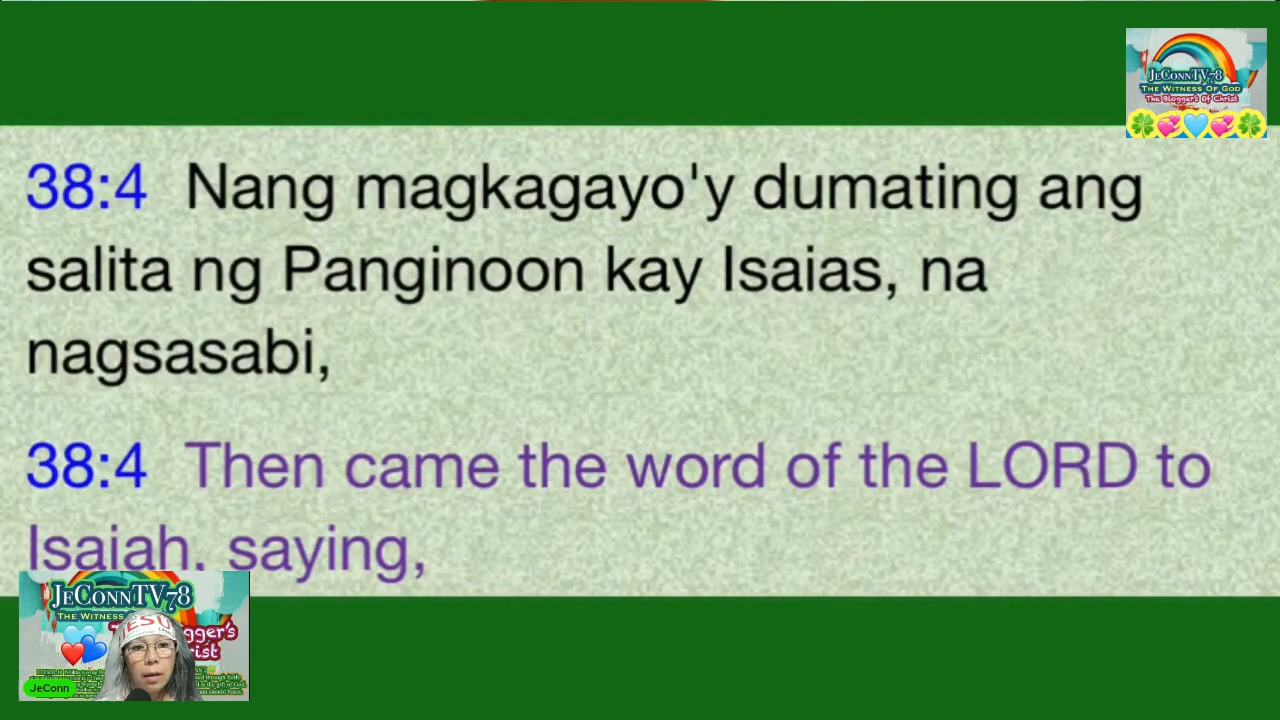 JeConnTV78
The Witness Of God
The Blogger's Of Christ
38:4 Nang magkagayo'y dumating ang
salita ng Panginoon kay Isaias, na
nagsasabi,
38:4 Then came the word of the LORD to
Isaiah, saying,
JeConnTV78
The Witness
JeConn